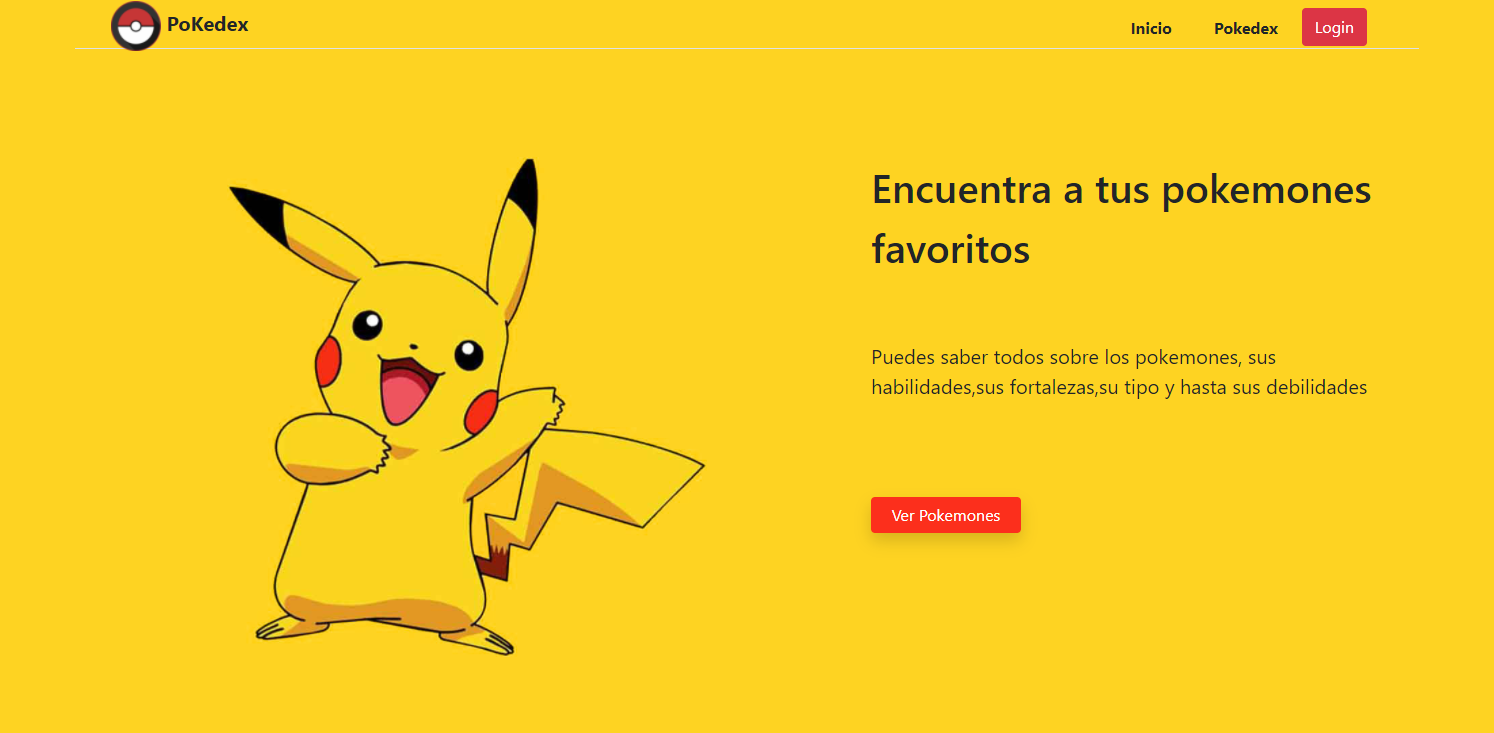 PoKedex
Inicio
Pokedex
Login
Encuentra a tus pokemones
favoritos
Puedes saber todos sobre los pokemones, sus
habilidades,sus fortalezas,su tipo y hasta sus debilidades
Ver Pokemones